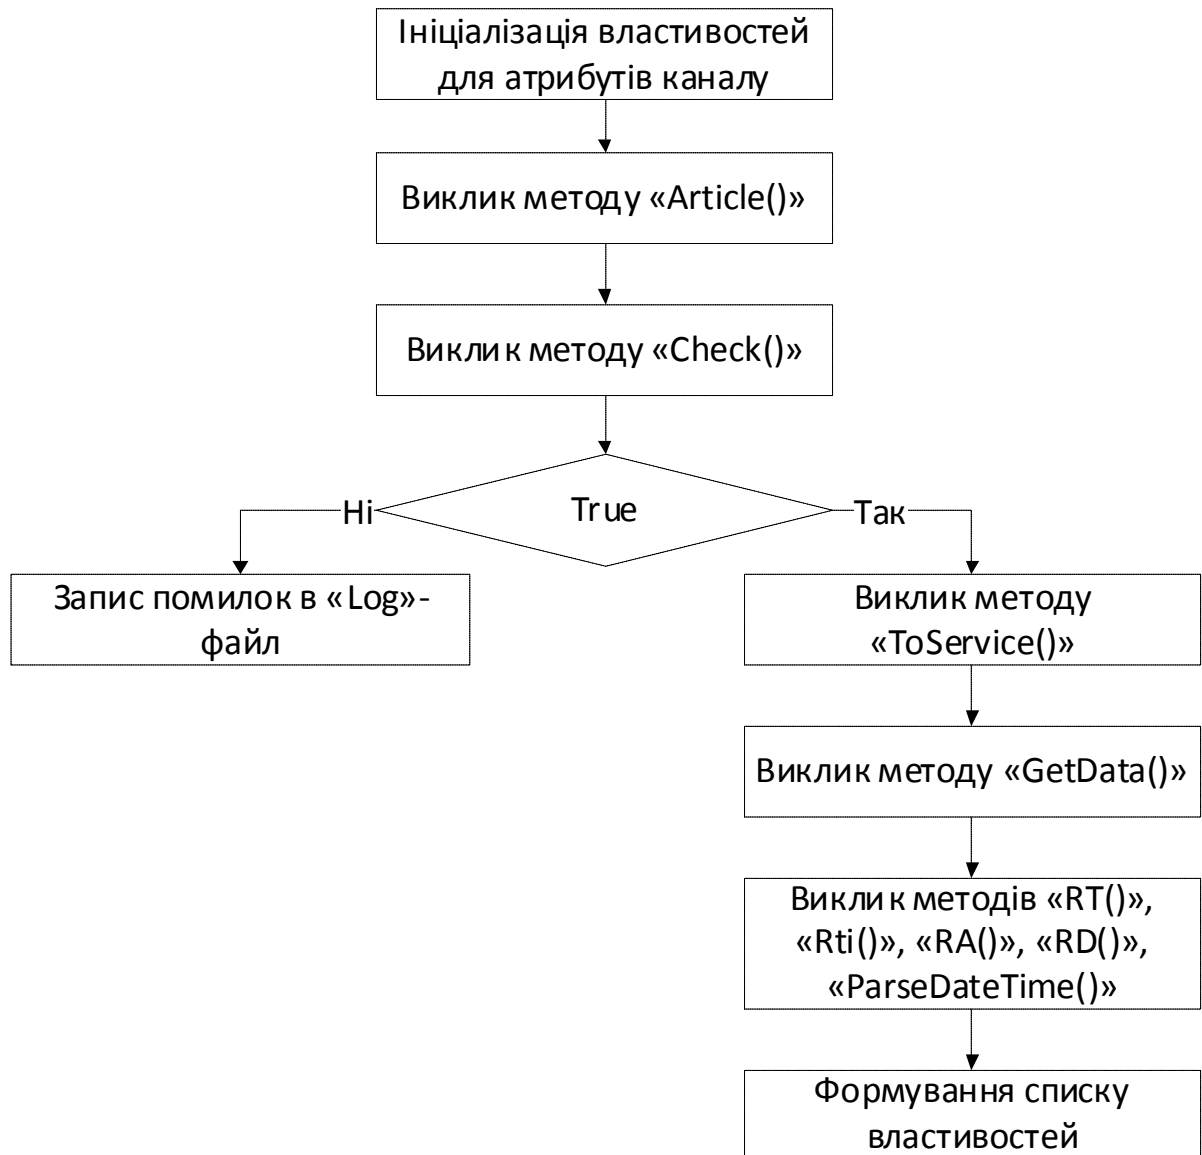 Ініціалізація властивостей
для атрибутів каналу
Виклик методу «Article()»
Виклик методу «Check()»
True
Ні
Так
Запис помилок в «Log»-
файл
Виклик методу
«ToService()»
Виклик методу «GetData()»
Виклик методів «RT()»,
«Rti()», «RA()», «RD()»,
«ParseDateTime()»
Формування списку
властивостей